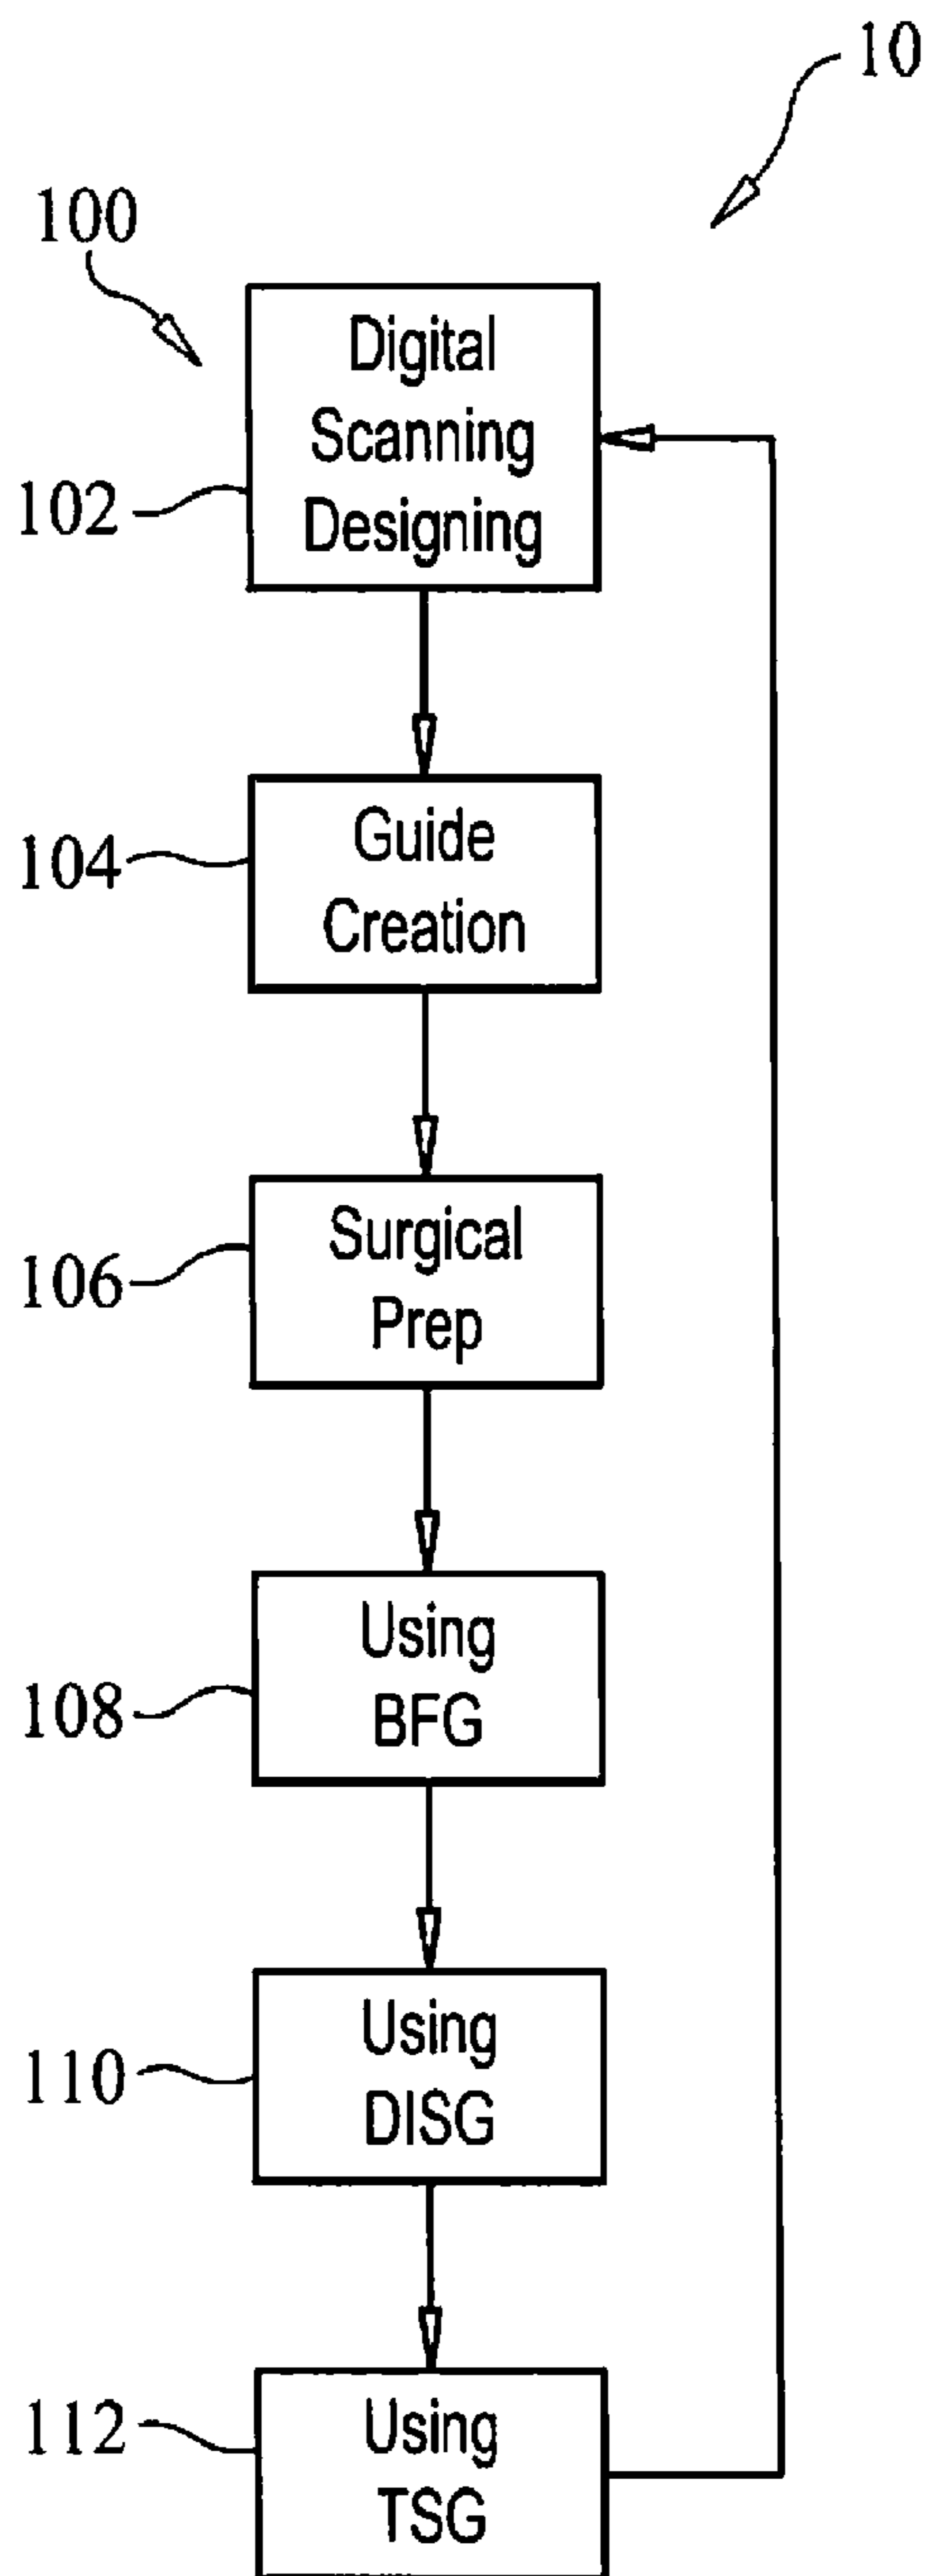 10
100
Digital
Scanning
102
Designing
104
Guide
Creation
106
Surgical
Prep
108
Using
BFG
110
Using
DISG
112
Using
TSG